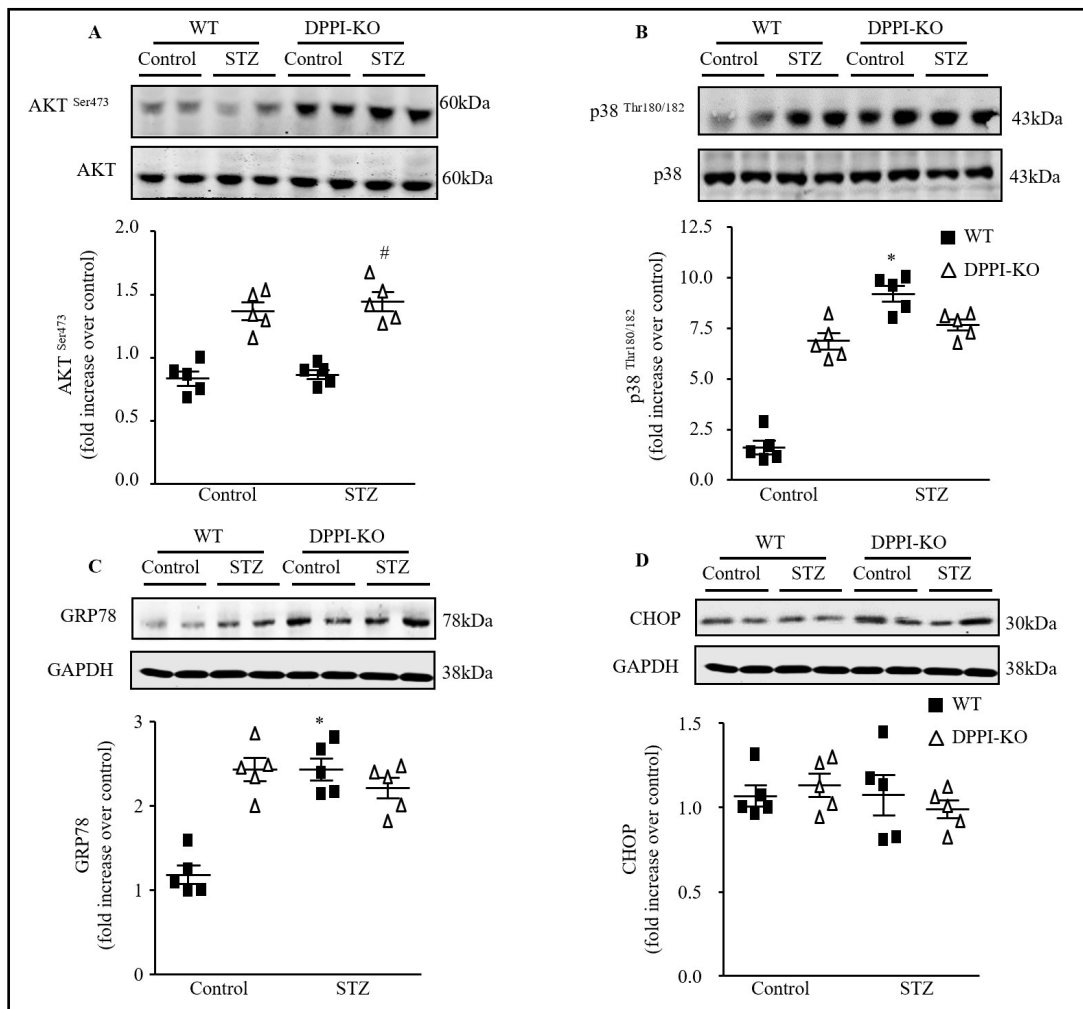 A
WT
DPPI-KO
Control
STZ
Control
STZ
AKT Ser473
60kDa
AKT
60kDa
2.0
1.5
1.0
0.5
0.0
AKT Ser473
(fold increase over control)
#
Control
STZ
B
WT
DPPI-KO
Control
STZ
Control
STZ
p38 Thr180/182
43kDa
p38
43kDa
12.5
10.0
7.5
5.0
2.5
0.0
p38 Thr180/182
(fold increase over control)
*
WT
DPPI-KO
Control
STZ
C
WT
DPPI-KO
Control
STZ
Control
STZ
GRP78
78kDa
GAPDH
38kDa
3
2
1
0
GRP78
(fold increase over control)
*
Control
STZ
D
WT
DPPI-KO
Control
STZ
Control
STZ
CHOP
30kDa
GAPDH
38kDa
WT
DPPI-KO
1.5
1.0
0.5
0.0
CHOP
(fold increase over control)
Control
STZ